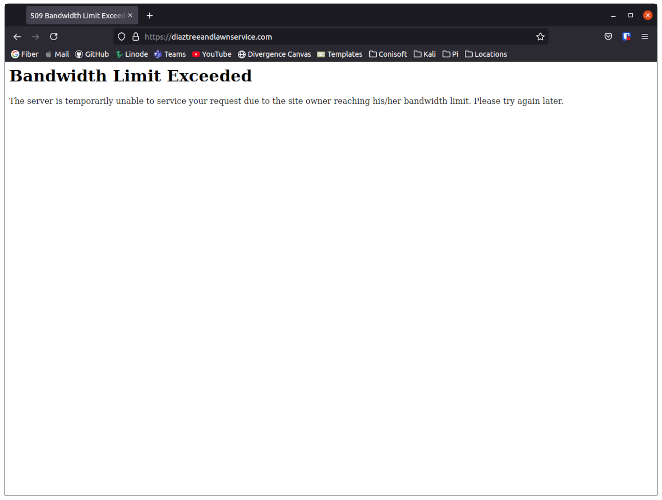 509 Bandwidth Limit Exceed
https://diaztreeandlawnservice.com
Fiber Mail GitHub Linode Teams YouTube Divergence Canvas Templates Conisoft Kali Pi Locations
Bandwidth Limit Exceeded
The server is temporarily unable to service your request due to the site owner reaching his/her bandwidth limit. Please try again later.